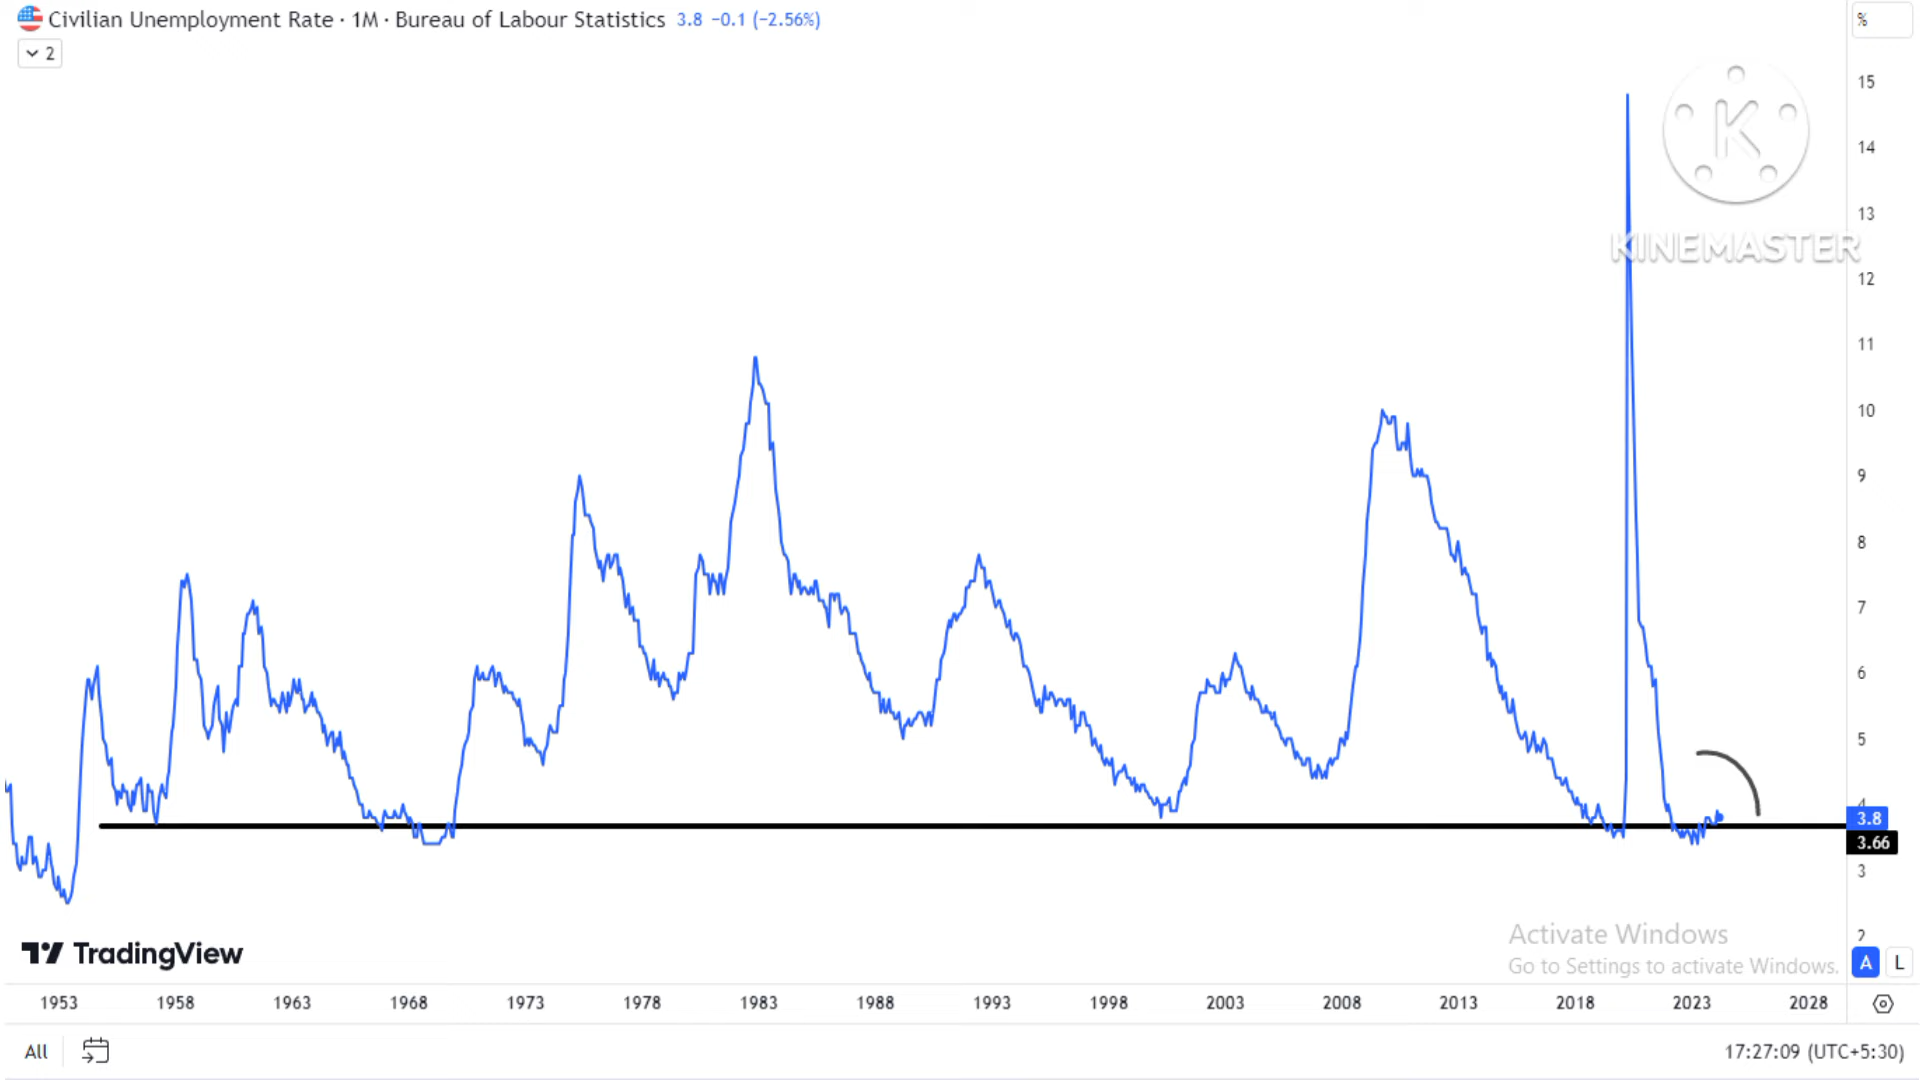 Civilian Unemployment Rate · 1M · Bureau of Labour Statistics 3.8 −0.1 (−2.56%)
%
2
15
14
KINEMASTER
13
12
11
10
9
8
7
6
5
4
3.8
3.66
3
2
TradingView
Activate Windows
Go to Settings to activate Windows.
A L
1953 1958 1963 1968 1973 1978 1983 1988 1993 1998 2003 2008 2013 2018 2023 2028
All
17:27:09 (UTC+5:30)